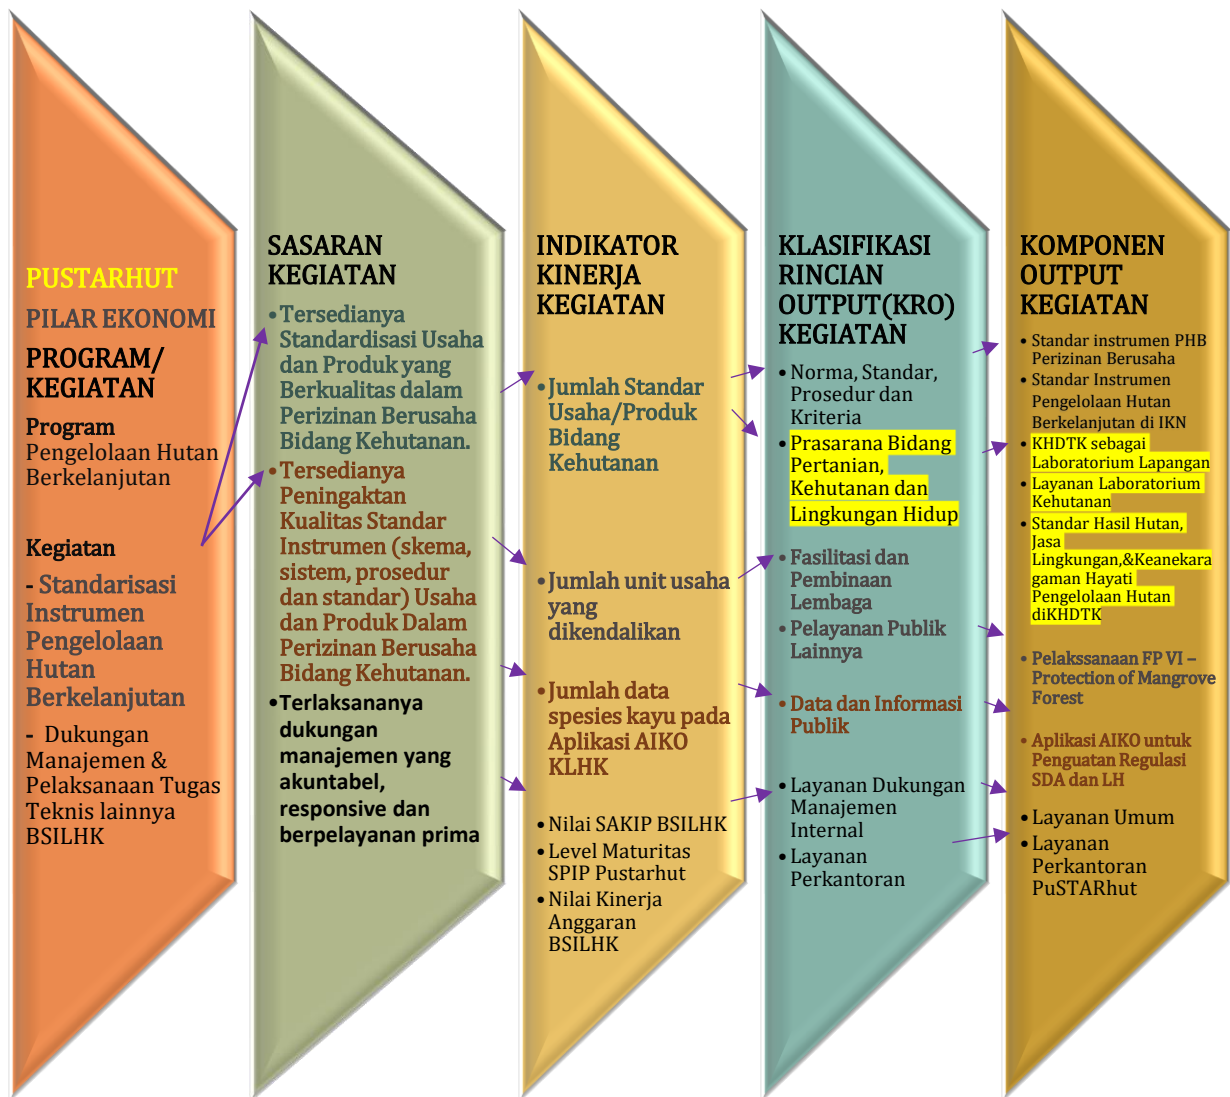 PUSTARHUT
PILAR EKONOMI
PROGRAM/
KEGIATAN
Program
Pengelolaan Hutan
Berkelanjutan
Kegiatan
- Standarisasi
Instrumen
Pengelolaan
Hutan
Berkelanjutan
- Dukungan
Manajemen &
Pelaksanaan Tugas
Teknis lainnya
BSILHK
SASARAN
KEGIATAN
• Tersedianya
Standardisasi Usaha
dan Produk yang
Berkualitas dalam
Perizinan Berusaha
Bidang Kehutanan.
• Tersedianya
Peningaktan
Kualitas Standar
Instrumen (skema,
sistem, prosedur
dan standar) Usaha
dan Produk Dalam
Perizinan Berusaha
Bidang Kehutanan.
• Terlaksananya
dukungan
manajemen yang
akuntabel,
responsive dan
berpelayanan prima
INDIKATOR
KINERJA
KEGIATAN
• Jumlah Standar
Usaha/Produk
Bidang
Kehutanan
• Jumlah unit usaha
yang
dikendalikan
• Jumlah data
spesies kayu pada
Aplikasi AIKO
KLHK
• Nilai SAKIP BSILHK
• Level Maturitas
SPIP Pustarhut
• Nilai Kinerja
Anggaran
BSILHK
KLASIFIKASI
RINCIAN
OUTPUT(KRO)
KEGIATAN
• Norma, Standar,
Prosedur dan
Kriteria
• Prasarana Bidang
Pertanian,
Kehutanan dan
Lingkungan Hidup
• Fasilitasi dan
Pembinaan
Lembaga
• Pelayanan Publik
Lainnya
• Data dan Informasi
Publik
• Layanan Dukungan
Manajemen
Internal
• Layanan
Perkantoran
KOMPONEN
OUTPUT
KEGIATAN
• Standar instrumen PHB
Perizinan Berusaha
• Standar Instrumen
Pengelolaan Hutan
Berkelanjutan di IKN
• KHDTK sebagai
Laboratorium Lapangan
• Layanan Laboratorium
Kehutanan
• Standar Hasil Hutan,
Jasa
Lingkungan,&Keanekara
gaman Hayati
Pengelolaan Hutan
diKHDTK
• Pelakssanaan FP VI –
Protection of Mangrove
Forest
• Aplikasi AIKO untuk
Penguatan Regulasi
SDA dan LH
• Layanan Umum
• Layanan
Perkantoran
PuSTARhut